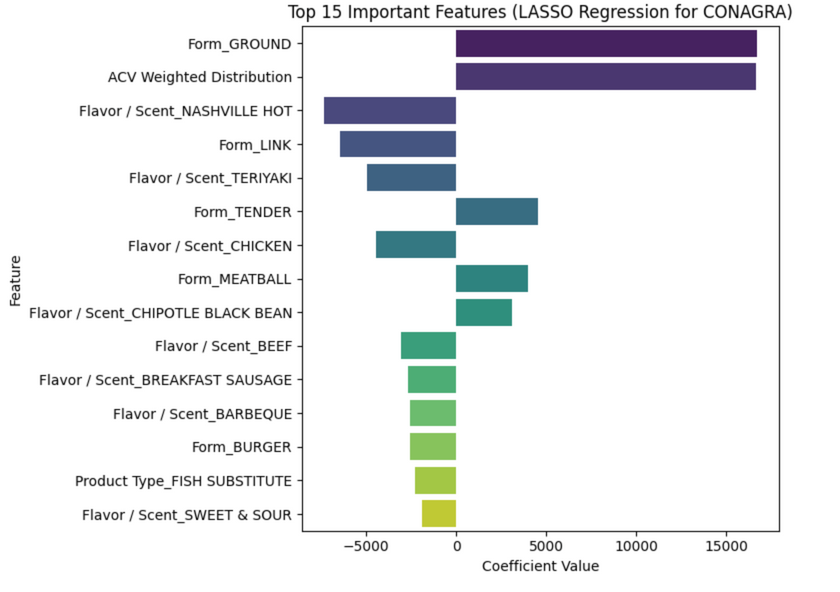 Top 15 Important Features (LASSO Regression for CONAGRA)
Feature
Form_GROUND
ACV Weighted Distribution
Flavor / Scent_NASHVILLE HOT
Form_LINK
Flavor / Scent_TERIYAKI
Form_TENDER
Flavor / Scent_CHICKEN
Form_MEATBALL
Flavor / Scent_CHIPOTLE BLACK BEAN
Flavor / Scent_BEEF
Flavor / Scent_BREAKFAST SAUSAGE
Flavor / Scent_BARBEQUE
Form_BURGER
Product Type_FISH SUBSTITUTE
Flavor / Scent_SWEET & SOUR
−5000 0 5000 10000 15000
Coefficient Value